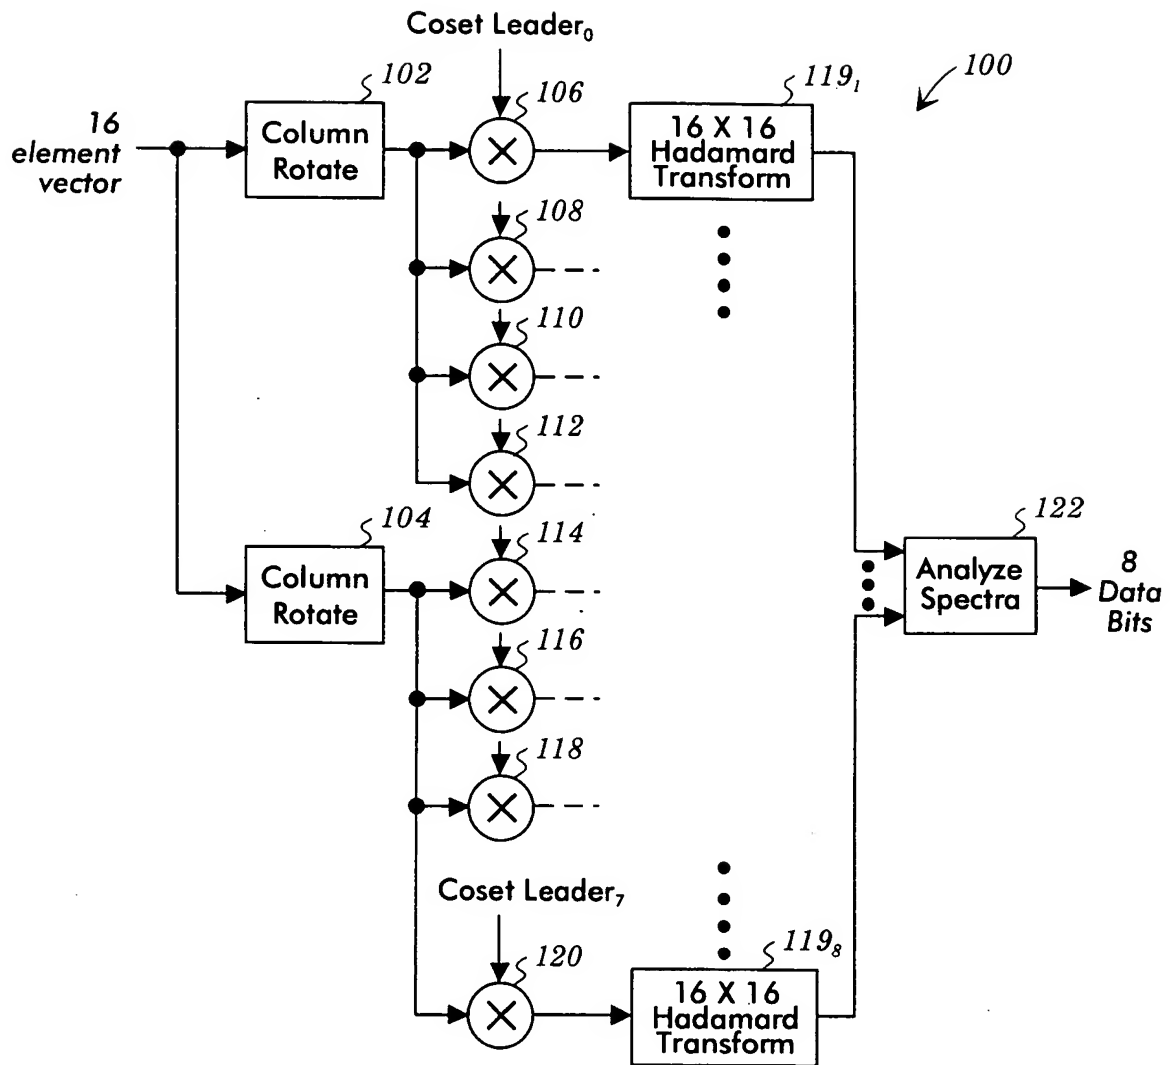 Coset Leader₀
102
106
119₁
100
16
element
vector
Column
Rotate
16 X 16
Hadamard
Transform
108
110
112
104
114
122
Column
Rotate
Analyze
Spectra
8
Data
Bits
116
118
Coset Leader₇
120
119₈
16 X 16
Hadamard
Transform